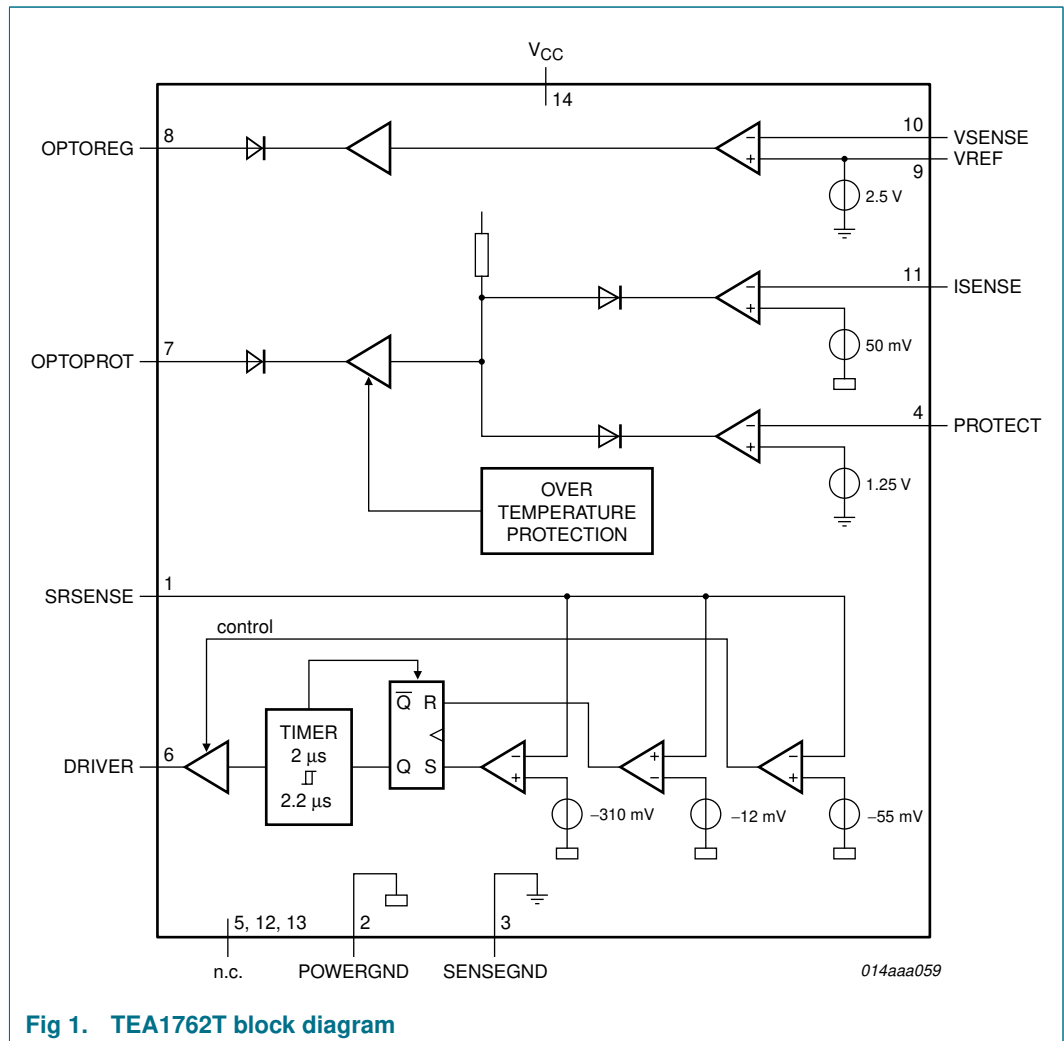 VCC
14
OPTOREG
8
10
VSENSE
VREF
9
2.5 V
11
ISENSE
50 mV
OPTOPROT
7
4
PROTECT
1.25 V
OVER
TEMPERATURE
PROTECTION
SRSENSE
1
control
Q̅ R
TIMER
2 μs
2.2 μs
DRIVER
6
Q S
− + + − − +
−310 mV
−12 mV
−55 mV
5, 12, 13
2
3
n.c.
POWERGND
SENSEGND
014aaa059
Fig 1. TEA1762T block diagram